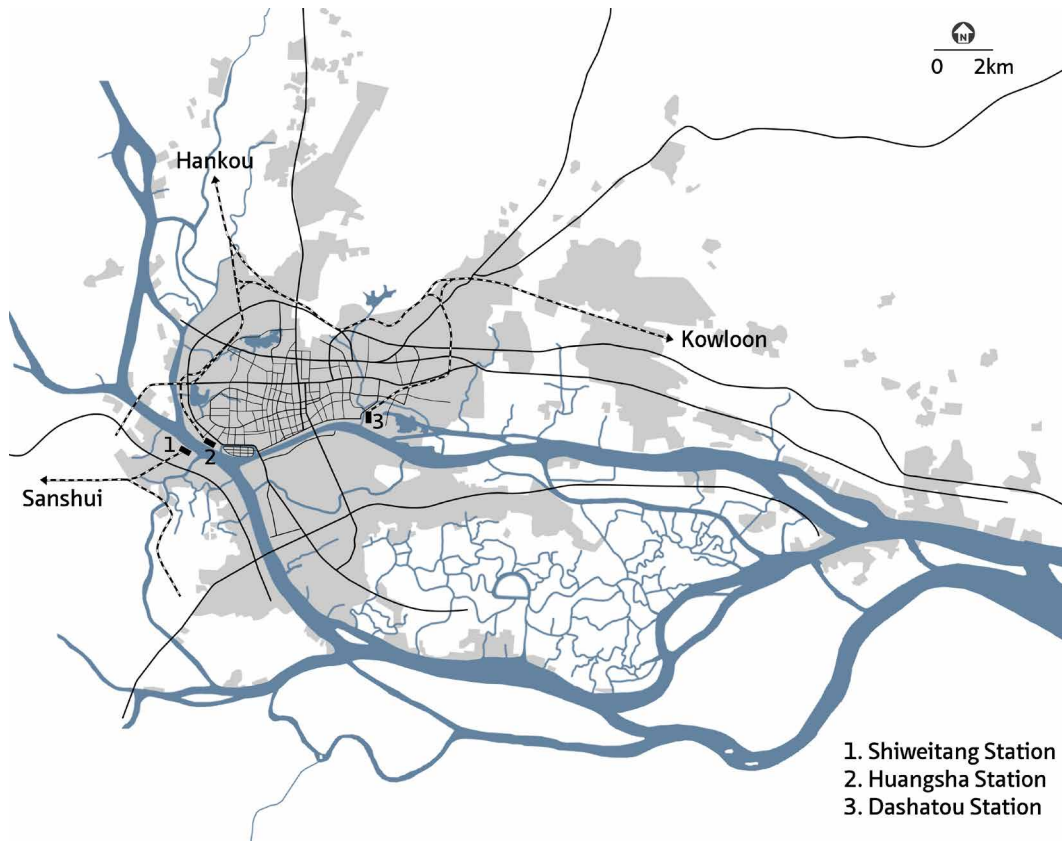 N
0 2km
Hankou
Kowloon
1
2
3
Sanshui
1. Shiweitang Station
2. Huangsha Station
3. Dashatou Station